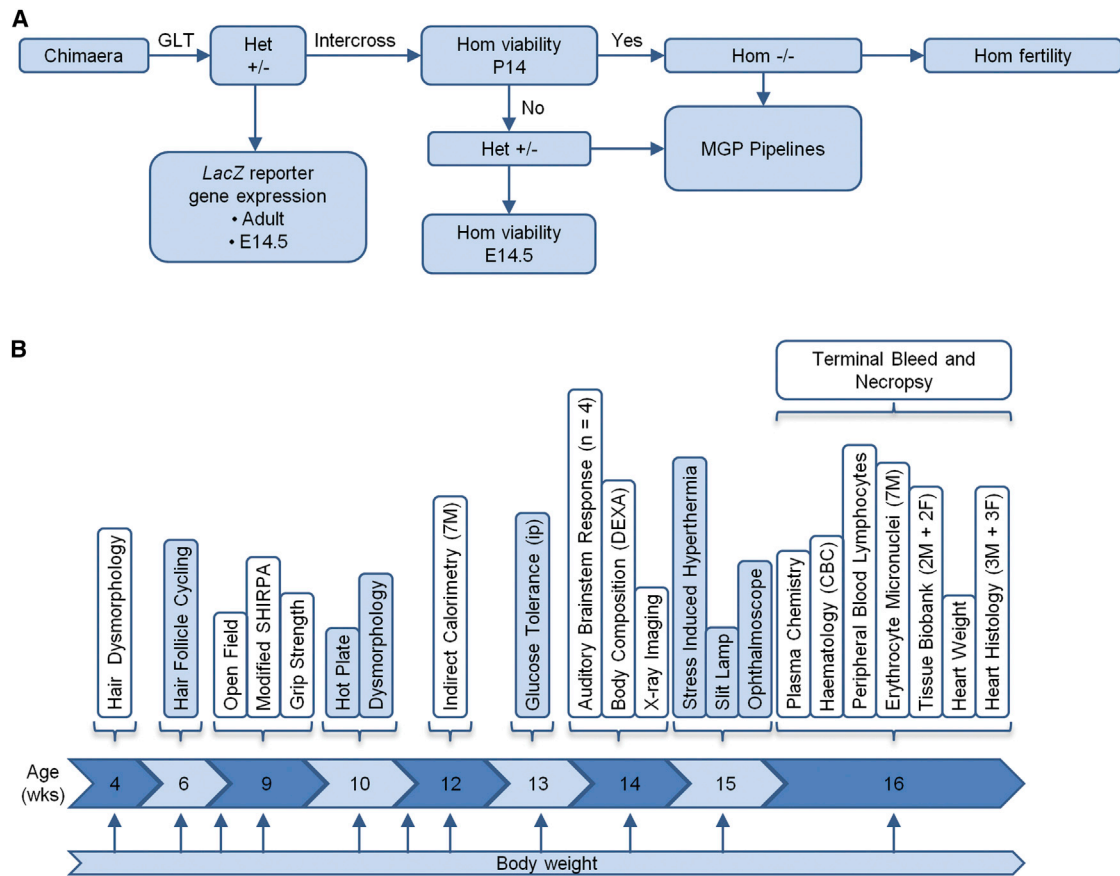 A
Chimaera
GLT
Het
+/-
Intercross
Hom viability
P14
Yes
Hom -/-
Hom fertility
No
Het +/-
MGP Pipelines
LacZ reporter
gene expression
• Adult
• E14.5
Hom viability
E14.5
B
Terminal Bleed and
Necropsy
Hair Dysmorphology
Hair Follicle Cycling
Open Field
Modified SHIRPA
Grip Strength
Hot Plate
Dysmorphology
Indirect Calorimetry (7M)
Glucose Tolerance (ip)
Auditory Brainstem Response (n = 4)
Body Composition (DEXA)
X-ray Imaging
Stress Induced Hyperthermia
Slit Lamp
Ophthalmoscope
Plasma Chemistry
Haematology (CBC)
Peripheral Blood Lymphocytes
Erythrocyte Micronuclei (7M)
Tissue Biobank (2M + 2F)
Heart Weight
Heart Histology (3M + 3F)
Age
(wks)
4
6
9
10
12
13
14
15
16
Body weight